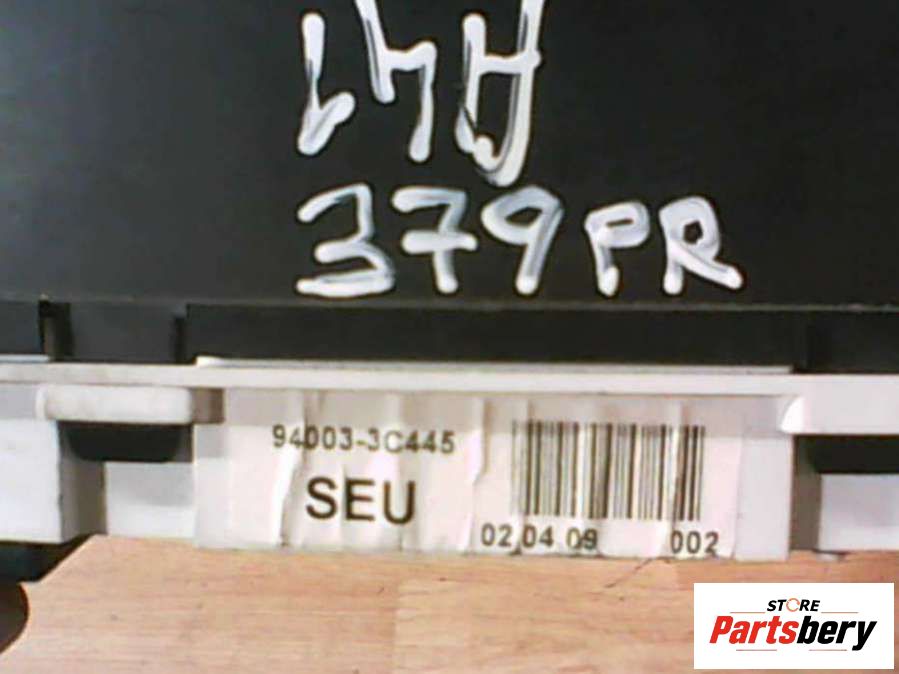 379PR
94003-3C445
SEU
02 04 09 002
STORE
Partsbery